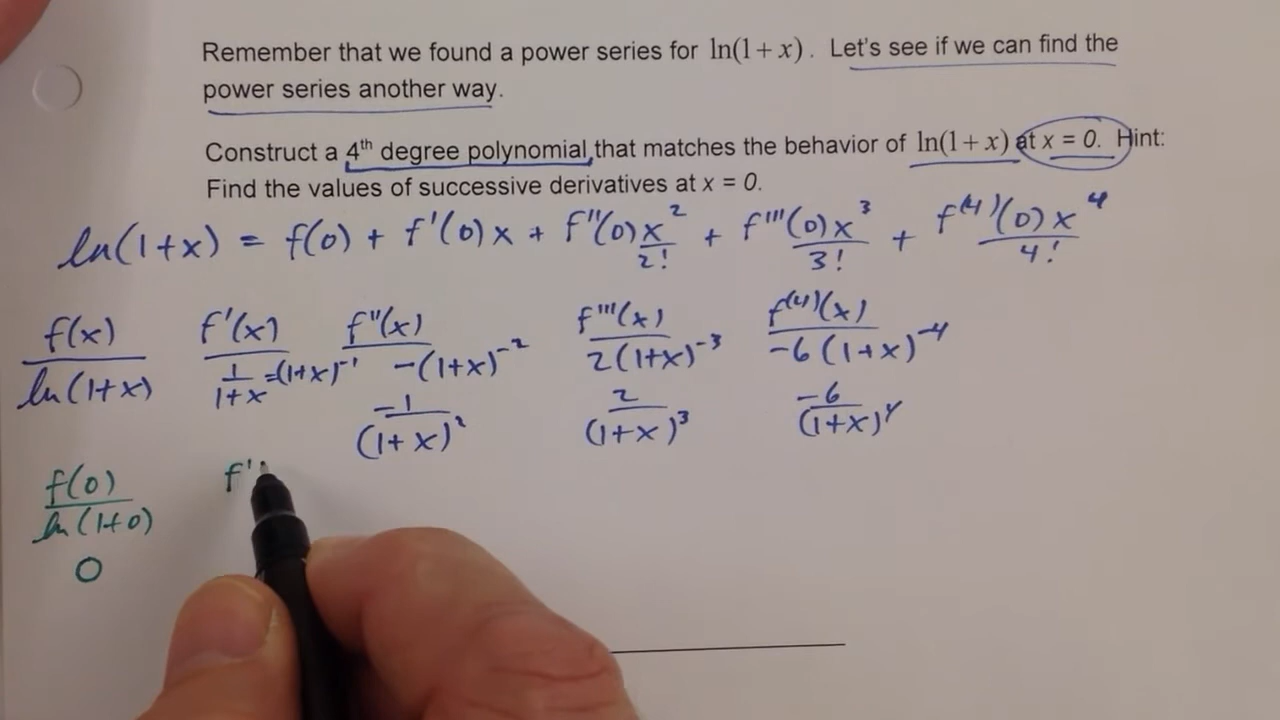 Remember that we found a power series for ln(1+x). Let's see if we can find the
power series another way.
Construct a 4th degree polynomial that matches the behavior of ln(1+x) at x = 0. Hint:
Find the values of successive derivatives at x = 0.
ln(1+x) = f(0) + f'(0)x + f''(0)x²/2! + f'''(0)x³/3! + f⁽⁴⁾(0)x⁴/4!
f(x) f'(x) f''(x) f'''(x) f⁽⁴⁾(x)
ln(1+x) 1/(1+x) = (1+x)⁻¹ -(1+x)⁻² 2(1+x)⁻³ -6(1+x)⁻⁴
-1/(1+x)² 2/(1+x)³ -6/(1+x)⁴
f(0) f'
ln(1+0)
0